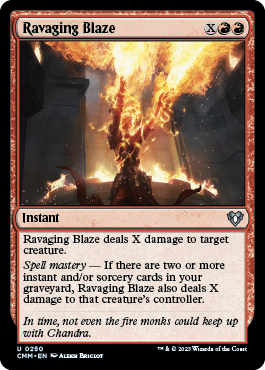 Ravaging Blaze XRR
Instant
Ravaging Blaze deals X damage to target
creature.
Spell mastery — If there are two or more
instant and/or sorcery cards in your
graveyard, Ravaging Blaze also deals X
damage to that creature's controller.
In time, not even the fire monks could keep up
with Chandra.
U 0250
CMM • EN Aleksi Briclot
™ & © 2023 Wizards of the Coast